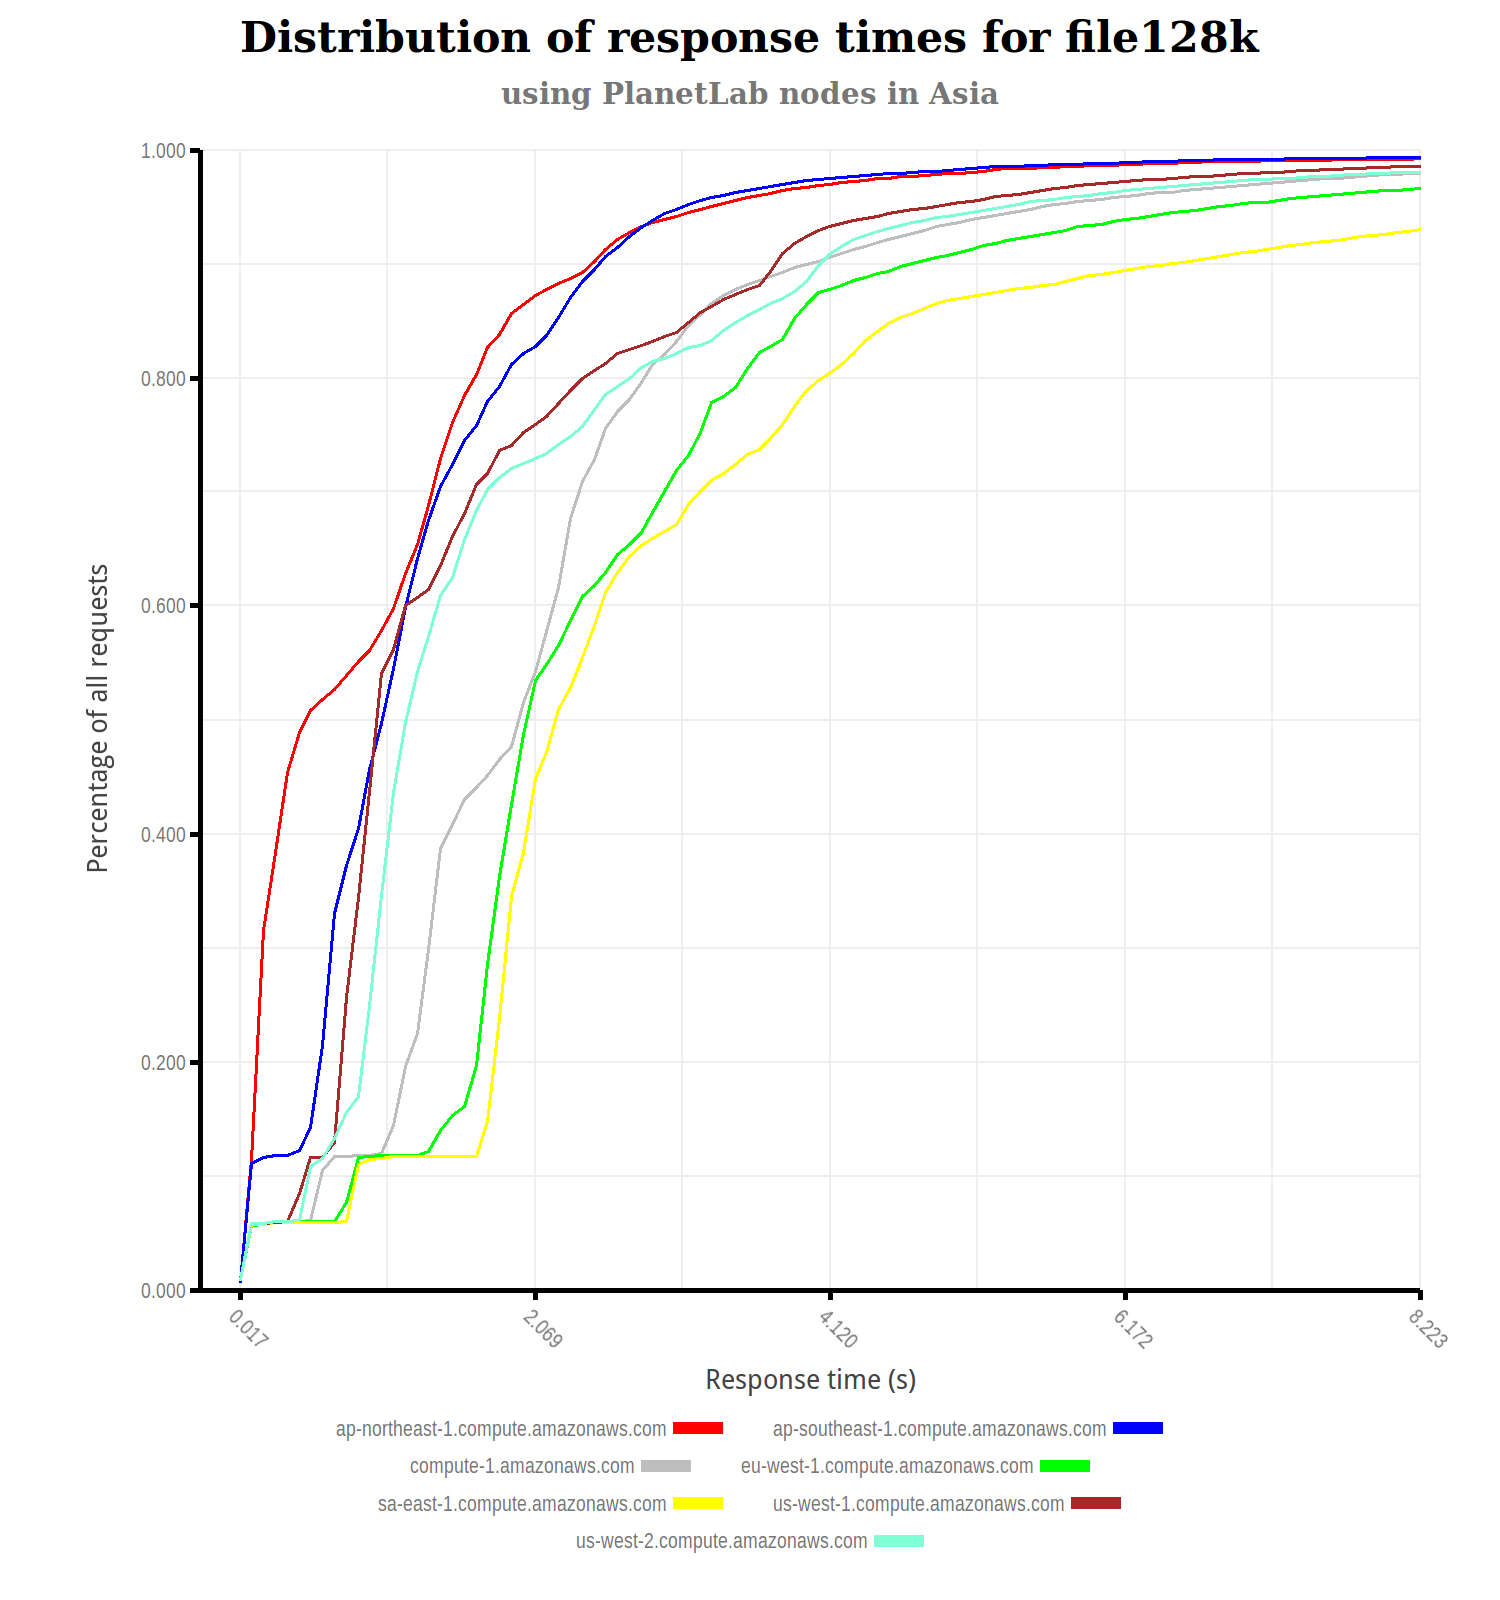 Distribution of response times for file128k
using PlanetLab nodes in Asia
1.000
0.800
0.600
0.400
0.200
0.000
Percentage of all requests
0.017
2.069
4.120
6.172
8.223
Response time (s)
ap-northeast-1.compute.amazonaws.com
ap-southeast-1.compute.amazonaws.com
compute-1.amazonaws.com
eu-west-1.compute.amazonaws.com
sa-east-1.compute.amazonaws.com
us-west-1.compute.amazonaws.com
us-west-2.compute.amazonaws.com